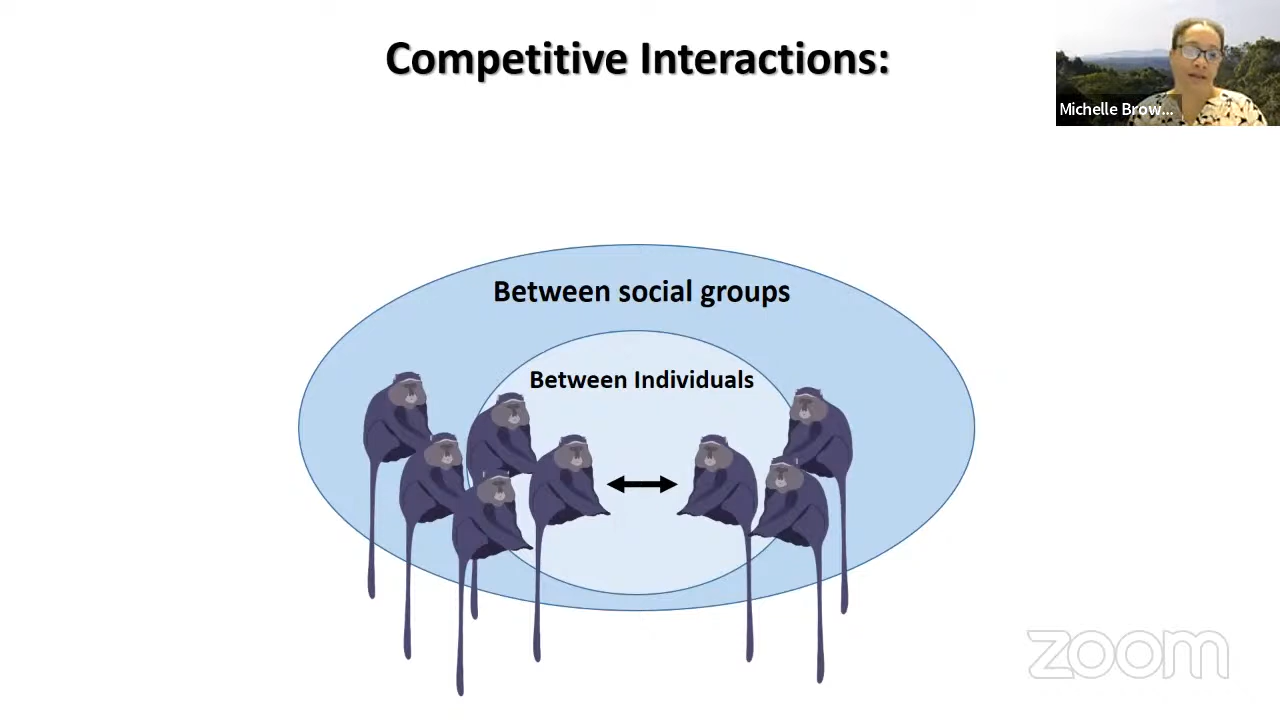 Competitive Interactions:
Michelle Brow...
Between social groups
Between Individuals
zoom